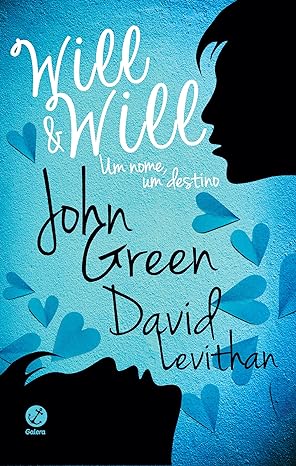 Will
& Will
Um nome,
um destino
John
Green
David
Levithan
Galera